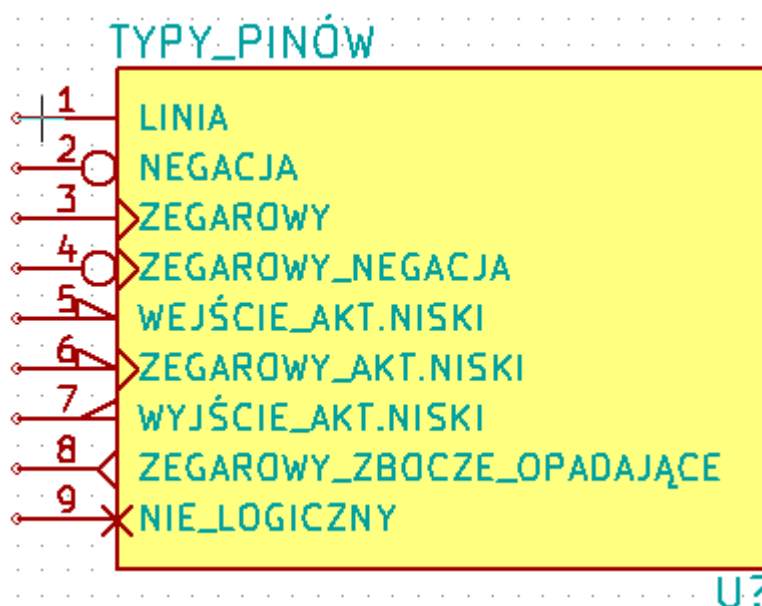 TYPY_PINÓW
1 LINIA
2 NEGACJA
3 ZEGAROWY
4 ZEGAROWY_NEGACJA
5 WEJŚCIE_AKT.NISKI
6 ZEGAROWY_AKT.NISKI
7 WYJŚCIE_AKT.NISKI
8 ZEGAROWY_ZBOCZE_OPADAJĄCE
9 NIE_LOGICZNY
U?